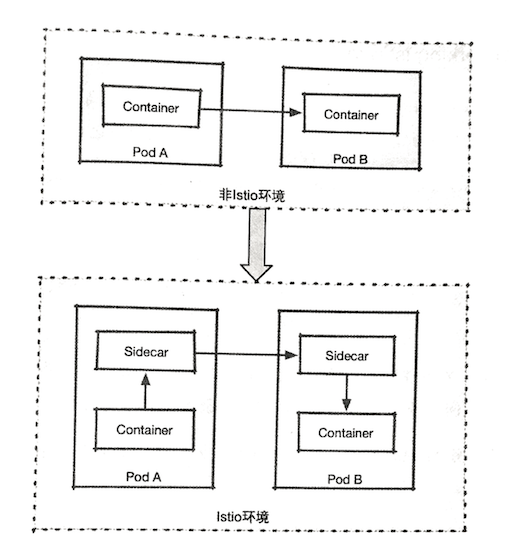 Container
Container
Pod A
Pod B
非Istio环境
Sidecar
Sidecar
Container
Container
Pod A
Pod B
Istio环境